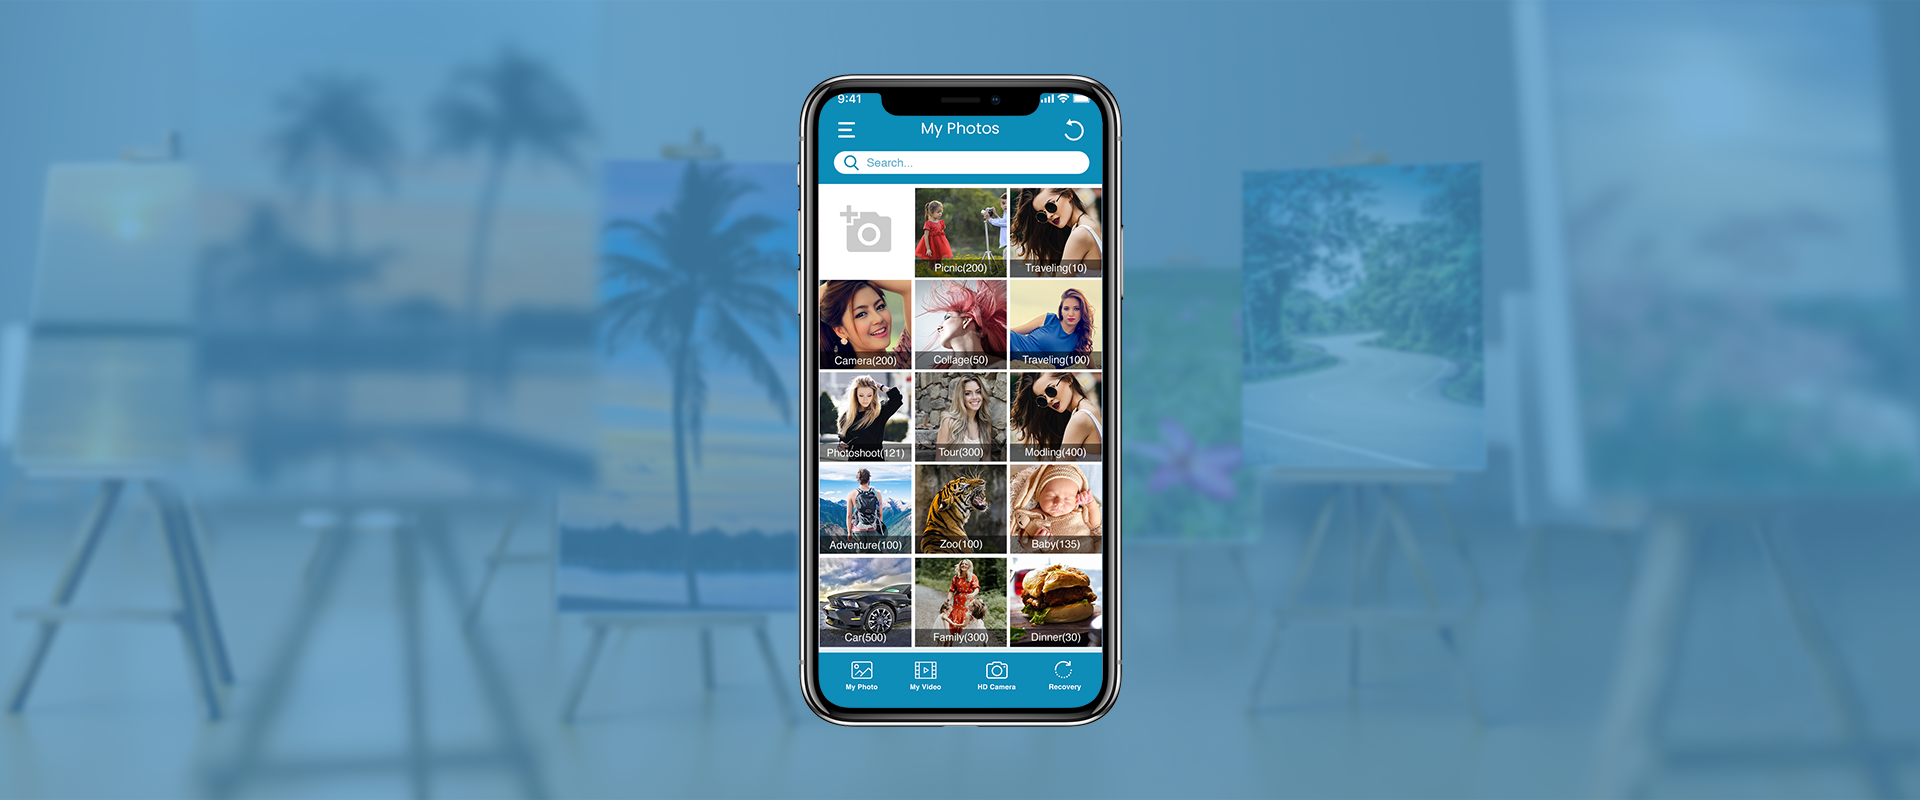 9:41
My Photos
Search...
Picnic(200)
Traveling(10)
Camera(200)
Collage(50)
Traveling(100)
Photoshoot(121)
Tour(300)
Modling(400)
Adventure(100)
Zoo(100)
Baby(135)
Car(500)
Family(300)
Dinner(30)
My Photo
My Video
HD Camera
Recovery